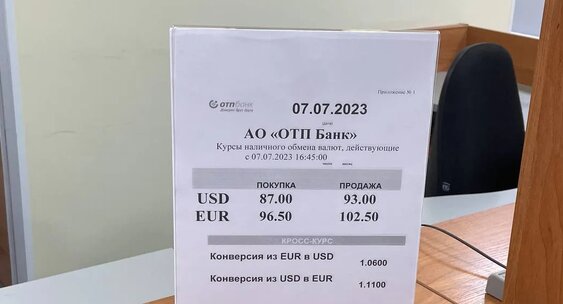 Приложение № 1
отпбанк
07.07.2023
(дата)
АО «ОТП Банк»
Курсы наличного обмена валют, действующие
с 07.07.2023 16:45:00
ПОКУПКА ПРОДАЖА
USD 87.00 93.00
EUR 96.50 102.50
КРОСС-КУРС
Конверсия из EUR в USD 1.0600
Конверсия из USD в EUR 1.1100